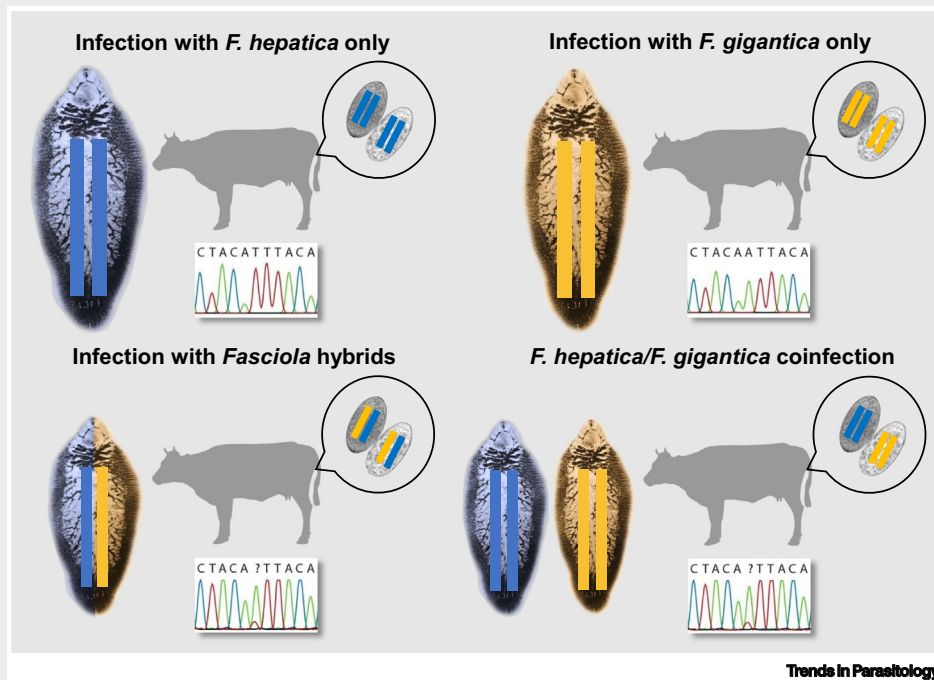 Infection with F. hepatica only
Infection with F. gigantica only
CTACATTTACA
CTACAATTACA
Infection with Fasciola hybrids
F. hepatica/F. gigantica coinfection
CTACA?TTACA
CTACA?TTACA
Trends in Parasitology